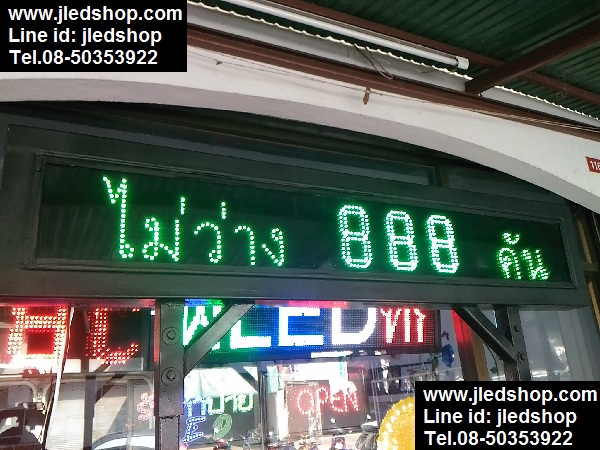 www.jledshop.com
Line id: jledshop
Tel.08-50353922
116
ไม่ว่าง 888 คัน
LED
OPEN
www.jledshop.com
Line id: jledshop
Tel.08-50353922